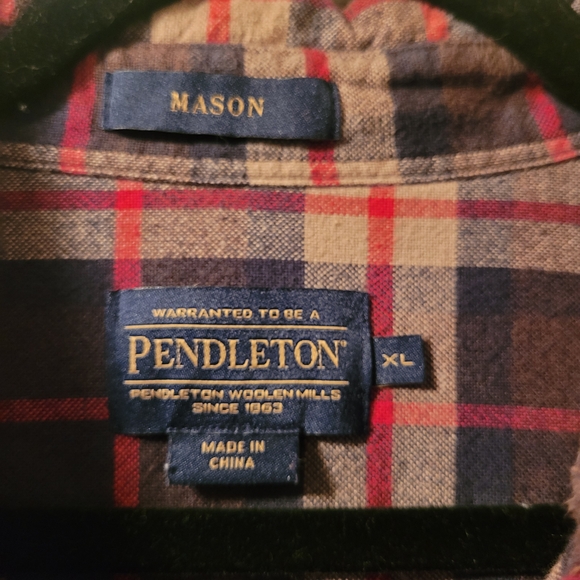 MASON
WARRANTED TO BE A
PENDLETON®
XL
PENDLETON WOOLEN MILLS
SINCE 1863
MADE IN
CHINA